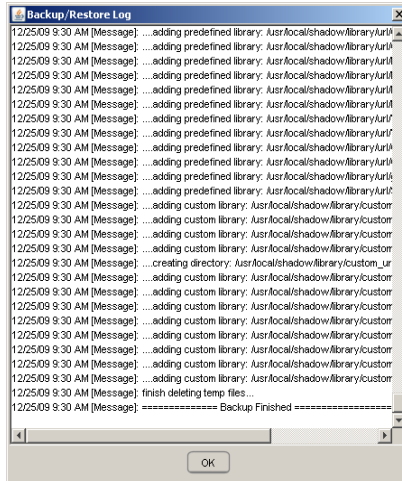 Backup/Restore Log
12/25/09 9:30 AM [Message]: ....adding predefined library: /usr/local/shadow/library/url/
12/25/09 9:30 AM [Message]: ....adding predefined library: /usr/local/shadow/library/url/
12/25/09 9:30 AM [Message]: ....adding predefined library: /usr/local/shadow/library/url/
12/25/09 9:30 AM [Message]: ....adding predefined library: /usr/local/shadow/library/url/
12/25/09 9:30 AM [Message]: ....adding predefined library: /usr/local/shadow/library/url/
12/25/09 9:30 AM [Message]: ....adding predefined library: /usr/local/shadow/library/url/
12/25/09 9:30 AM [Message]: ....adding predefined library: /usr/local/shadow/library/url/
12/25/09 9:30 AM [Message]: ....adding predefined library: /usr/local/shadow/library/url/
12/25/09 9:30 AM [Message]: ....adding predefined library: /usr/local/shadow/library/url/
12/25/09 9:30 AM [Message]: ....adding predefined library: /usr/local/shadow/library/url/
12/25/09 9:30 AM [Message]: ....adding predefined library: /usr/local/shadow/library/url/
12/25/09 9:30 AM [Message]: ....adding predefined library: /usr/local/shadow/library/url/
12/25/09 9:30 AM [Message]: ....adding custom library: /usr/local/shadow/library/custom
12/25/09 9:30 AM [Message]: ....adding custom library: /usr/local/shadow/library/custom
12/25/09 9:30 AM [Message]: ....adding custom library: /usr/local/shadow/library/custom
12/25/09 9:30 AM [Message]: ....adding custom library: /usr/local/shadow/library/custom
12/25/09 9:30 AM [Message]: ....creating directory: /usr/local/shadow/library/custom_ur
12/25/09 9:30 AM [Message]: ....adding custom library: /usr/local/shadow/library/custom
12/25/09 9:30 AM [Message]: ....adding custom library: /usr/local/shadow/library/custom
12/25/09 9:30 AM [Message]: ....adding custom library: /usr/local/shadow/library/custom
12/25/09 9:30 AM [Message]: ....adding custom library: /usr/local/shadow/library/custom
12/25/09 9:30 AM [Message]: ....adding custom library: /usr/local/shadow/library/custom
12/25/09 9:30 AM [Message]: ....adding custom library: /usr/local/shadow/library/custom
12/25/09 9:30 AM [Message]: ....adding custom library: /usr/local/shadow/library/custom
12/25/09 9:30 AM [Message]: ....adding custom library: /usr/local/shadow/library/custom
12/25/09 9:30 AM [Message]: finish deleting temp files...
12/25/09 9:30 AM [Message]: ============== Backup Finished ==================
OK